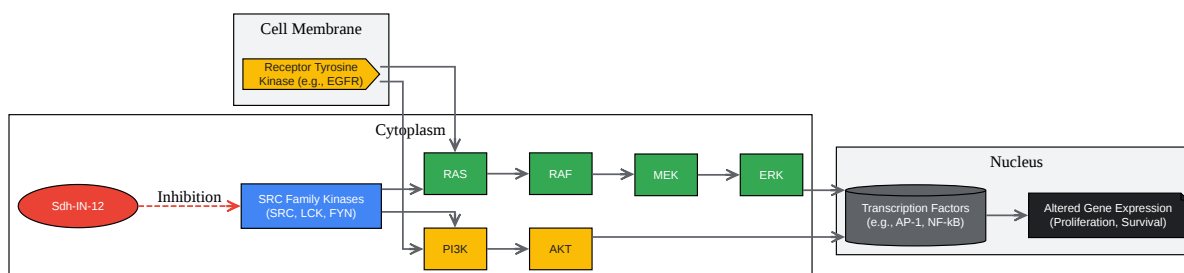 Cell Membrane
Receptor Tyrosine
Kinase (e.g., EGFR)
Cytoplasm
Sdh-IN-12
Inhibition
SRC Family Kinases
(SRC, LCK, FYN)
RAS
RAF
MEK
ERK
PI3K
AKT
Nucleus
Transcription Factors
(e.g., AP-1, NF-kB)
Altered Gene Expression
(Proliferation, Survival)